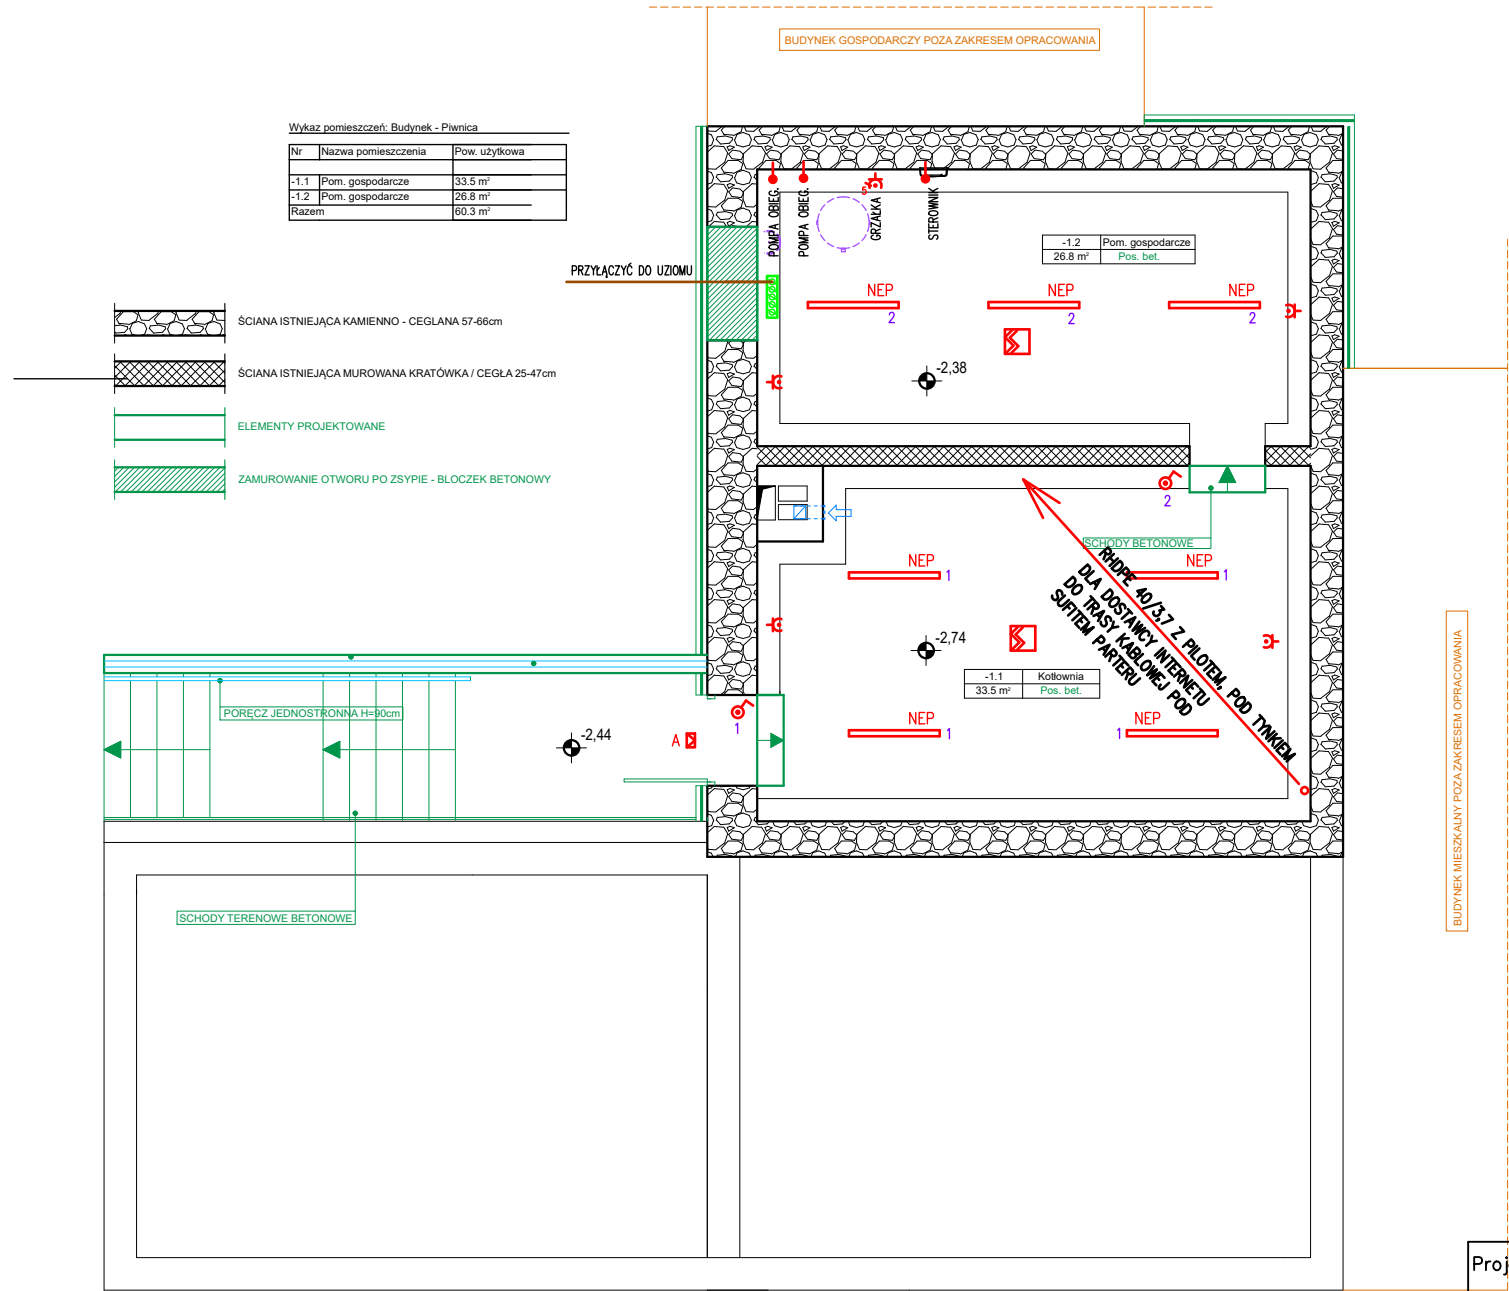 BUDYNEK GOSPODARCZY POZA ZAKRESEM OPRACOWANIA
Wykaz pomieszczeń: Budynek - Piwnica
Nr Nazwa pomieszczenia Pow. użytkowa
-1.1 Pom. gospodarcze 33.5 m²
-1.2 Pom. gospodarcze 26.8 m²
Razem 60.3 m²
POMPA OBIEG.
POMPA OBIEG.
5
GRZAŁKA
STEROWNIK
-1.2 Pom. gospodarcze
26.8 m² Pos. bet.
PRZYŁĄCZYĆ DO UZIOMU
NEP
2
NEP
2
NEP
2
ŚCIANA ISTNIEJĄCA KAMIENNO - CEGLANA 57-66cm
ŚCIANA ISTNIEJĄCA MUROWANA KRATÓWKA / CEGŁA 25-47cm
ELEMENTY PROJEKTOWANE
ZAMUROWANIE OTWORU PO ZSYPIE - BLOCZEK BETONOWY
-2,38
2
SCHODY BETONOWE
NEP
1
NEP
1
RHDPE 40/3,7 Z PILOTEM, POD TYNKIEM
DLA DOSTAWCY INTERNETU
DO TRASY KABLOWEJ POD
SUFITEM PARTERU
-2,74
-1.1 Kotłownia
33.5 m² Pos. bet.
PORĘCZ JEDNOSTRONNA H=90cm
-2,44
A
1
NEP
1
NEP
1
SCHODY TERENOWE BETONOWE
BUDYNEK MIESZKALNY POZA ZAKRESEM OPRACOWANIA
Proj